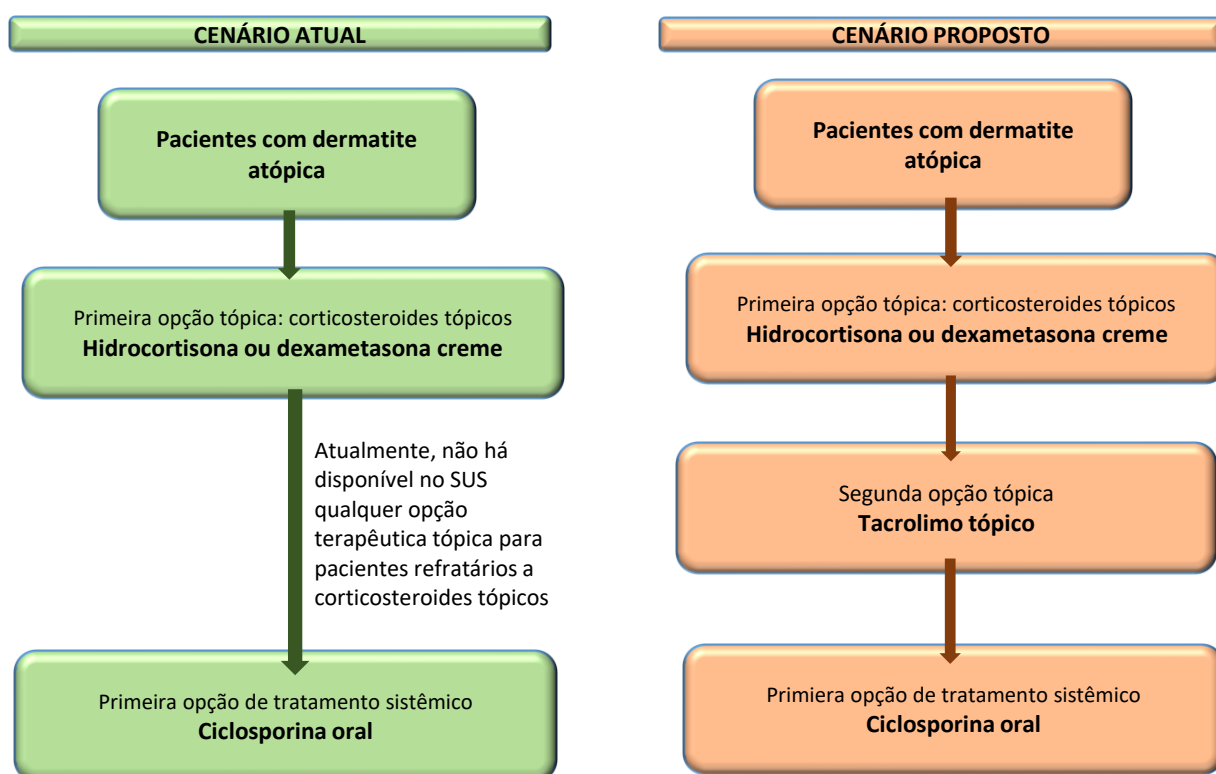 CENÁRIO ATUAL
Pacientes com dermatite
atópica
Primeira opção tópica: corticosteroides tópicos
Hidrocortisona ou dexametasona creme
Atualmente, não há
disponível no SUS
qualquer opção
terapêutica tópica para
pacientes refratários a
corticosteroides tópicos
Primeira opção de tratamento sistêmico
Ciclosporina oral
CENÁRIO PROPOSTO
Pacientes com dermatite
atópica
Primeira opção tópica: corticosteroides tópicos
Hidrocortisona ou dexametasona creme
Segunda opção tópica
Tacrolimo tópico
Primiera opção de tratamento sistêmico
Ciclosporina oral